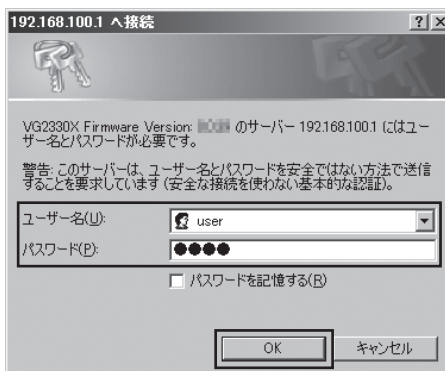 192.168.100.1 へ接続
VG2330X Firmware Version: のサーバー 192.168.100.1 にはユー
ザー名とパスワードが必要です。
警告: このサーバーは、ユーザー名とパスワードを安全ではない方法で送信
することを要求しています (安全な接続を使わない基本的な認証)。
ユーザー名(U): user
パスワード(P): ●●●●
パスワードを記憶する(R)
OK キャンセル